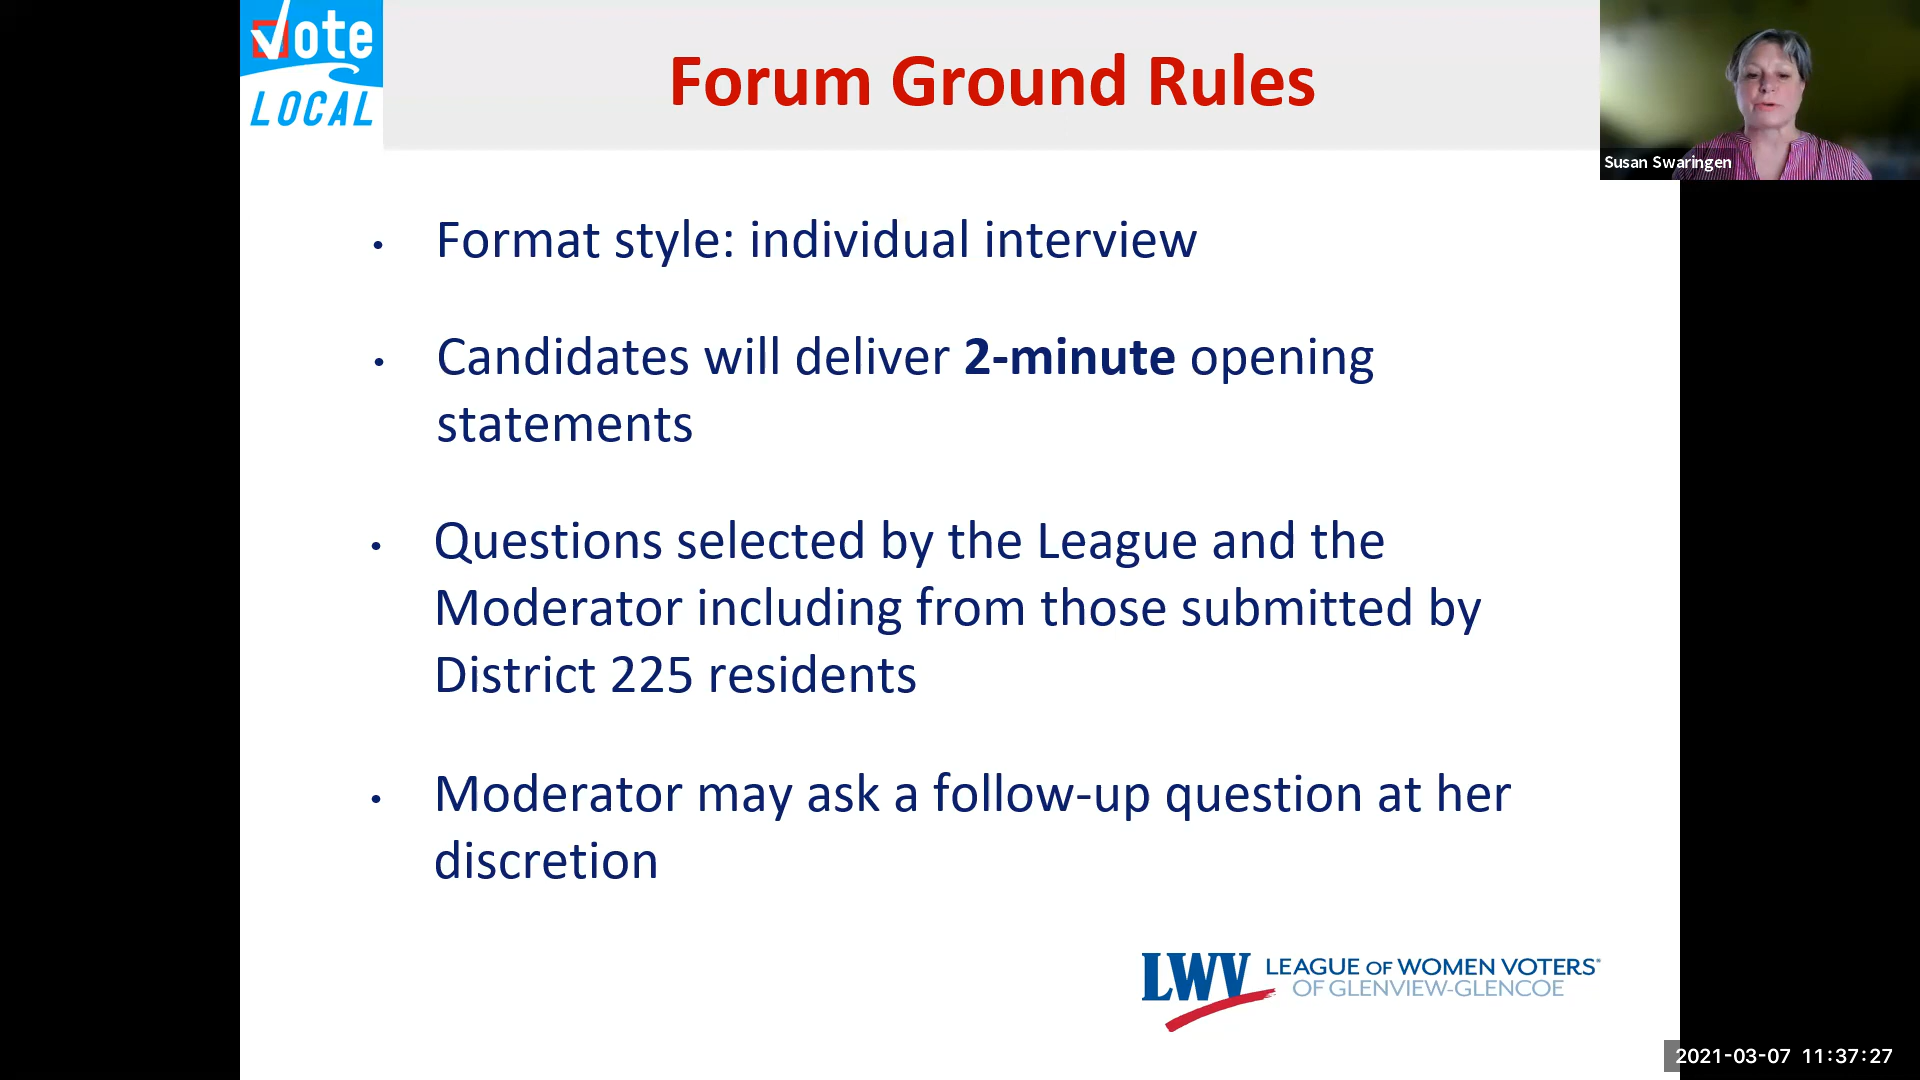 Vote
LOCAL
Forum Ground Rules
Susan Swaringen
• Format style: individual interview
• Candidates will deliver 2-minute opening
statements
• Questions selected by the League and the
Moderator including from those submitted by
District 225 residents
• Moderator may ask a follow-up question at her
discretion
LWV LEAGUE OF WOMEN VOTERS®
OF GLENVIEW-GLENCOE
2021-03-07 11:37:27